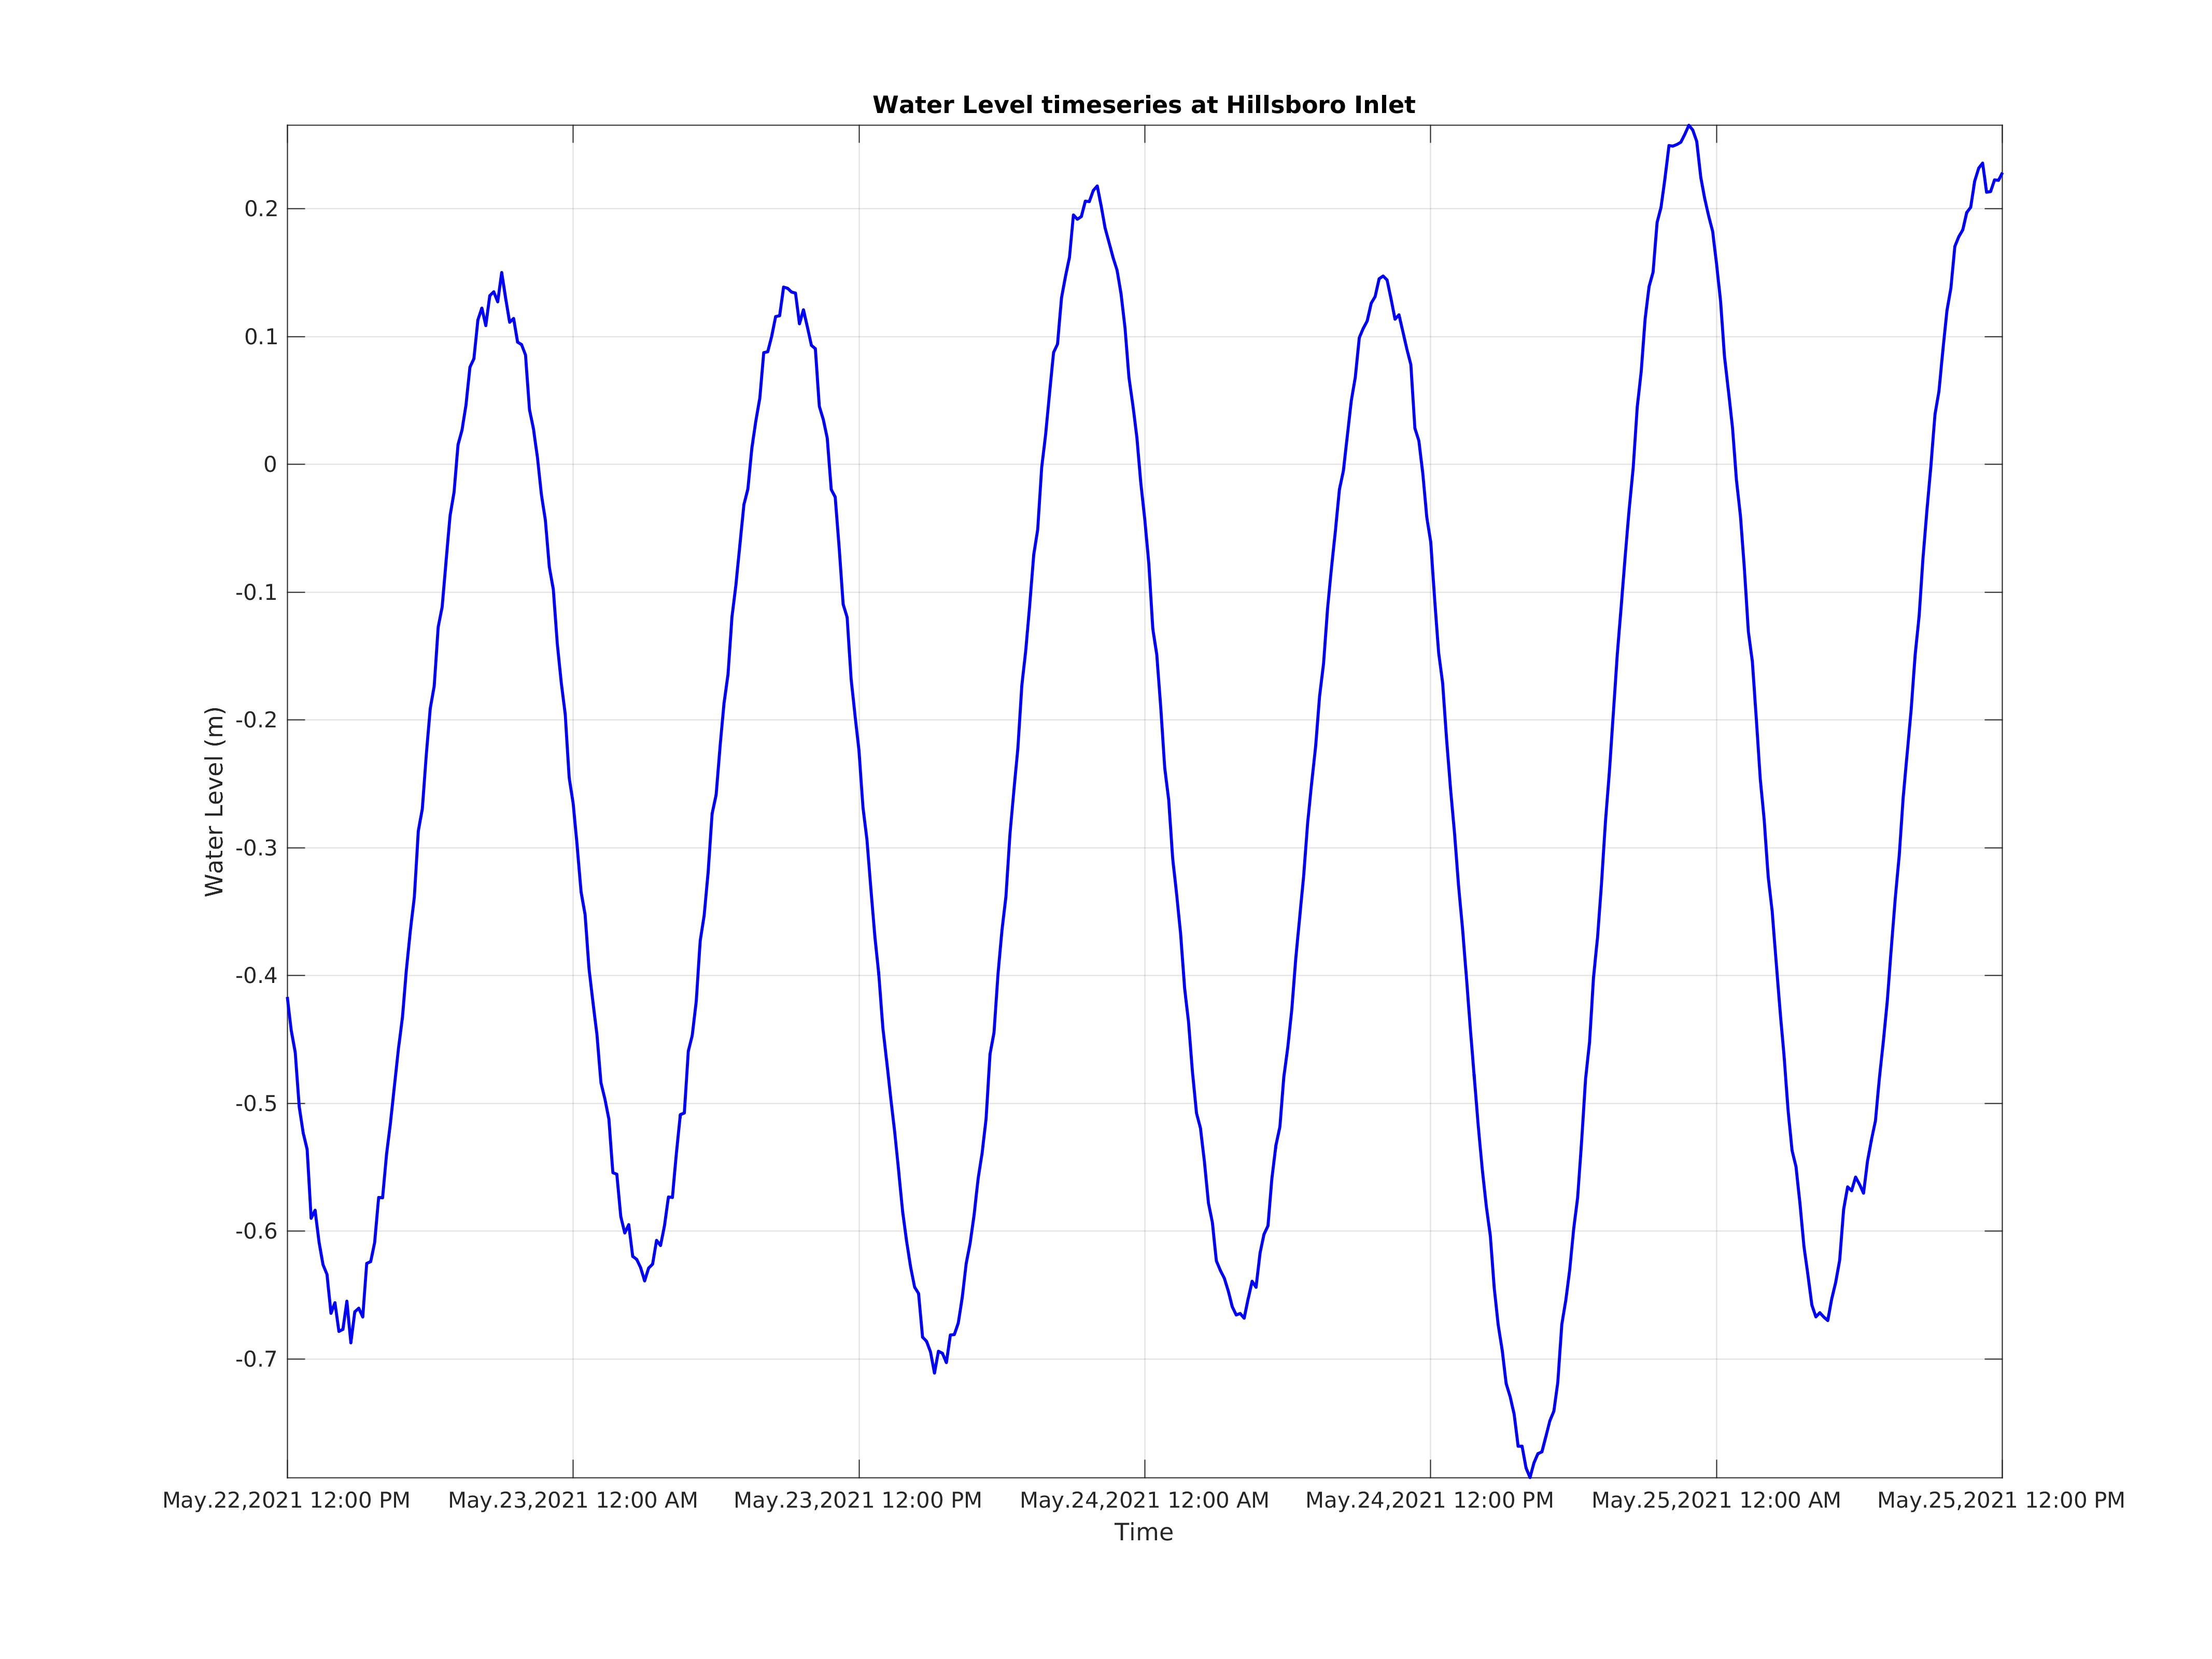 Water Level timeseries at Hillsboro Inlet
0.2
0.1
0
-0.1
-0.2
-0.3
-0.4
-0.5
-0.6
-0.7
Water Level (m)
May.22,2021 12:00 PM May.23,2021 12:00 AM May.23,2021 12:00 PM May.24,2021 12:00 AM May.24,2021 12:00 PM May.25,2021 12:00 AM May.25,2021 12:00 PM
Time